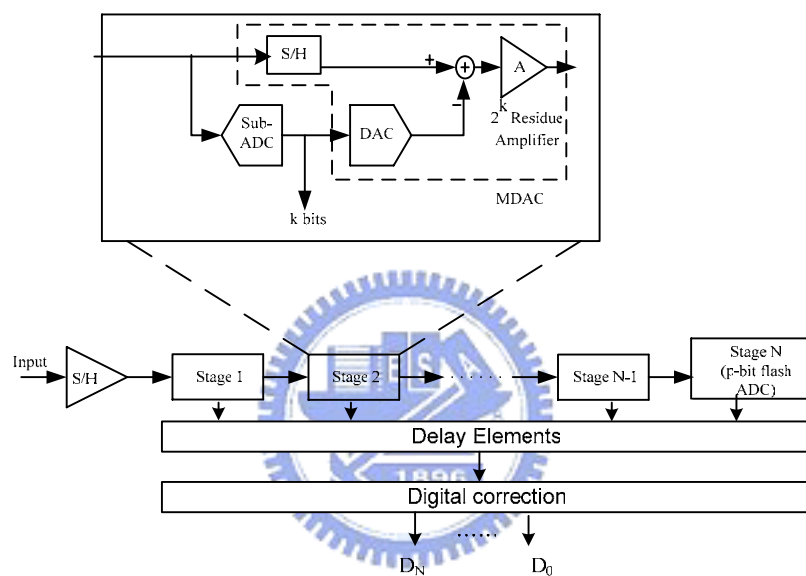 S/H
+
+
A
Sub-
ADC
DAC
−
2^k Residue
Amplifier
MDAC
k bits
Input
S/H
Stage 1
Stage 2
......
Stage N-1
Stage N
(p-bit flash
ADC)
Delay Elements
1896
Digital correction
......
D_N
D_0